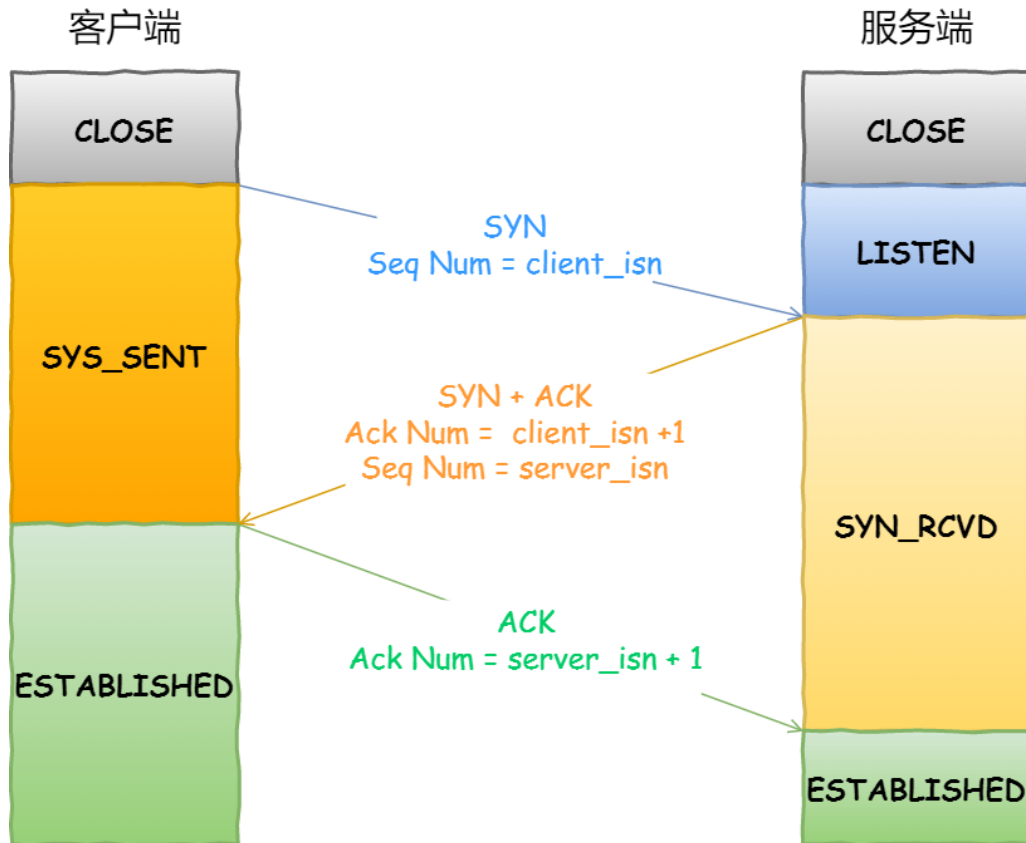 客户端
服务端
CLOSE
CLOSE
SYN
Seq Num = client_isn
LISTEN
SYS_SENT
SYN + ACK
Ack Num = client_isn +1
Seq Num = server_isn
SYN_RCVD
ACK
Ack Num = server_isn + 1
ESTABLISHED
ESTABLISHED